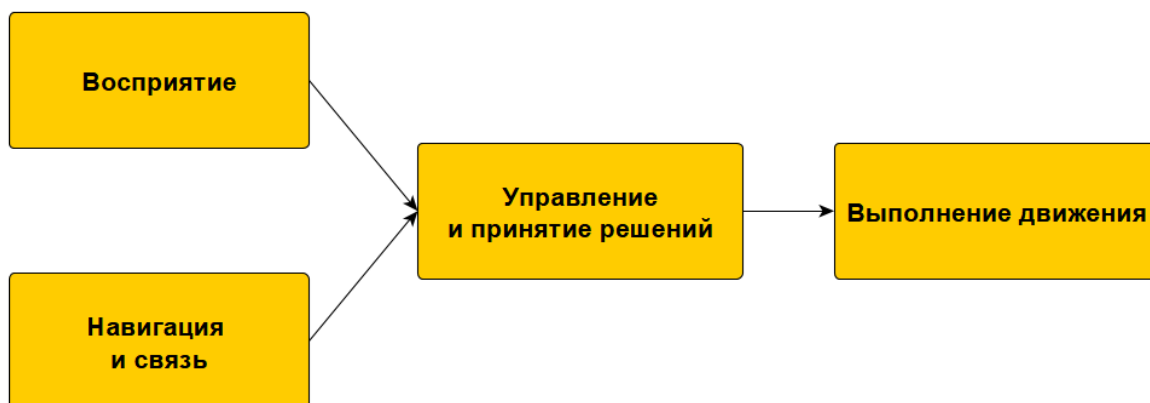 Восприятие
Управление
и принятие решений
Выполнение движения
Навигация
и связь